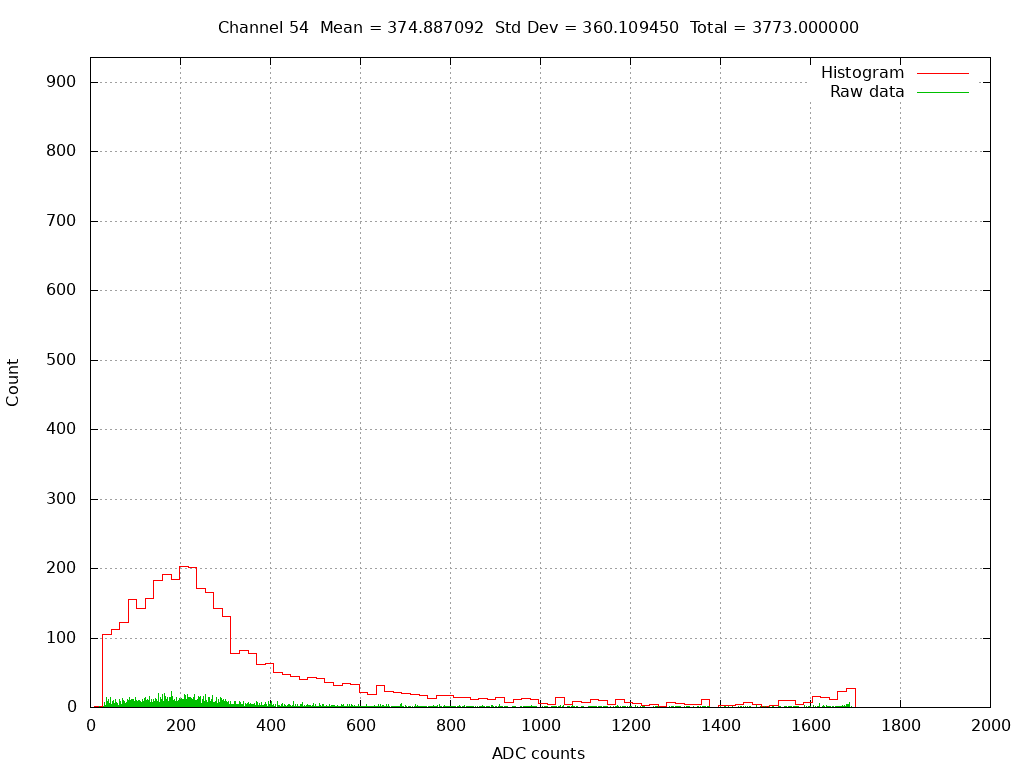 Channel 54  Mean = 374.887092  Std Dev = 360.109450  Total = 3773.000000
Histogram
Raw data
900
800
700
600
500
400
300
200
100
0
Count
0 200 400 600 800 1000 1200 1400 1600 1800 2000
ADC counts